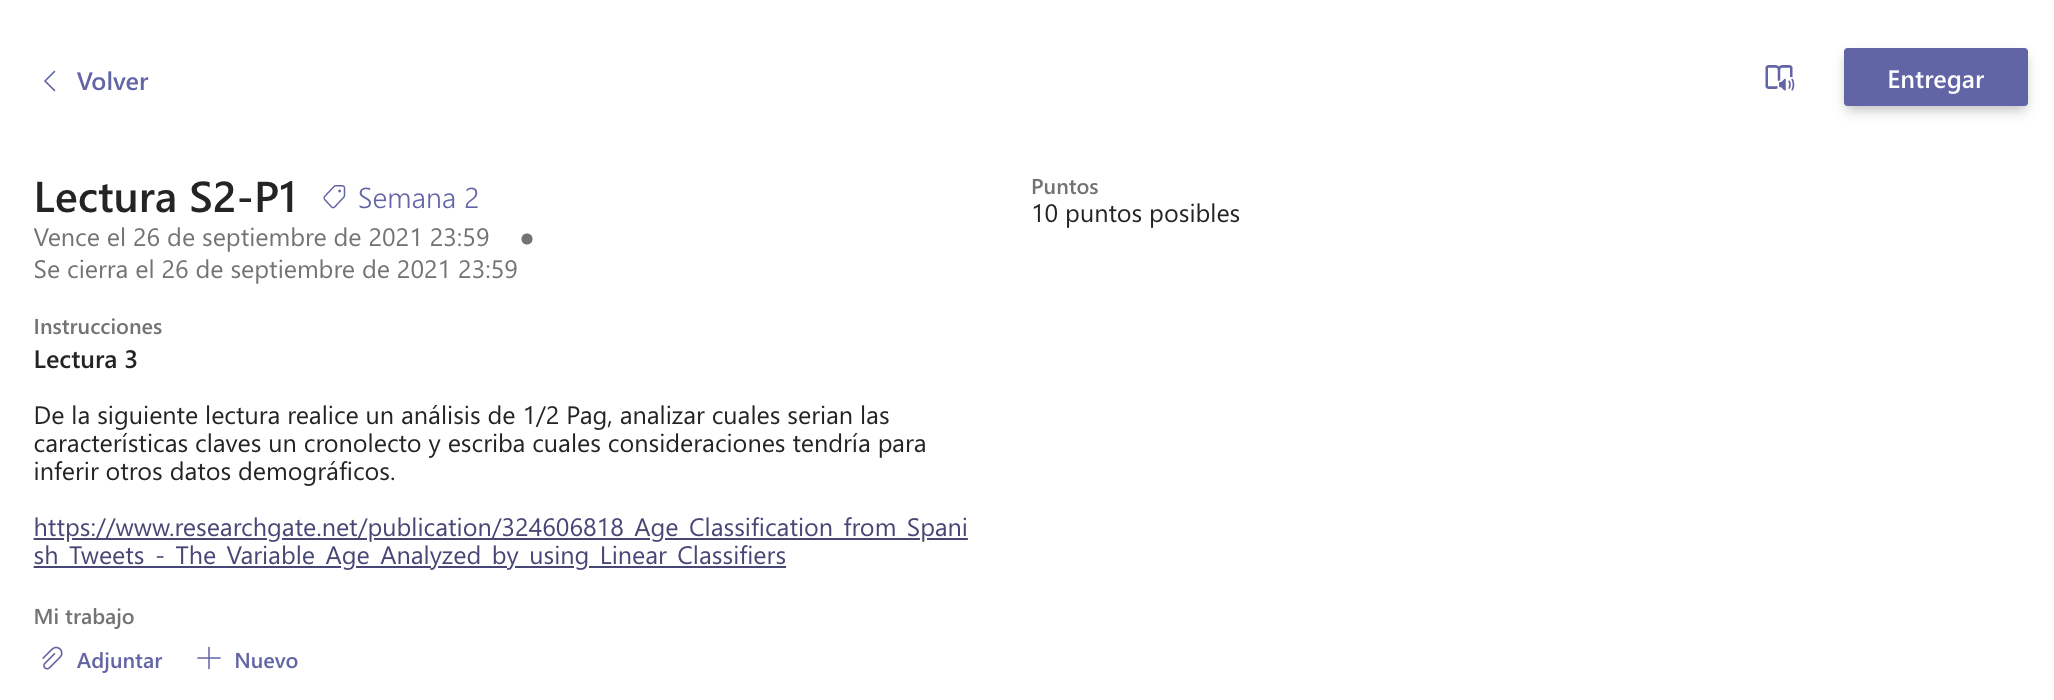 Volver
Entregar
Lectura S2-P1 Semana 2
Vence el 26 de septiembre de 2021 23:59 •
Se cierra el 26 de septiembre de 2021 23:59
Puntos
10 puntos posibles
Instrucciones
Lectura 3
De la siguiente lectura realice un análisis de 1/2 Pag, analizar cuales serian las
características claves un cronolecto y escriba cuales consideraciones tendría para
inferir otros datos demográficos.
https://www.researchgate.net/publication/324606818_Age_Classification_from_Spani
sh_Tweets_-_The_Variable_Age_Analyzed_by_using_Linear_Classifiers
Mi trabajo
Adjuntar Nuevo